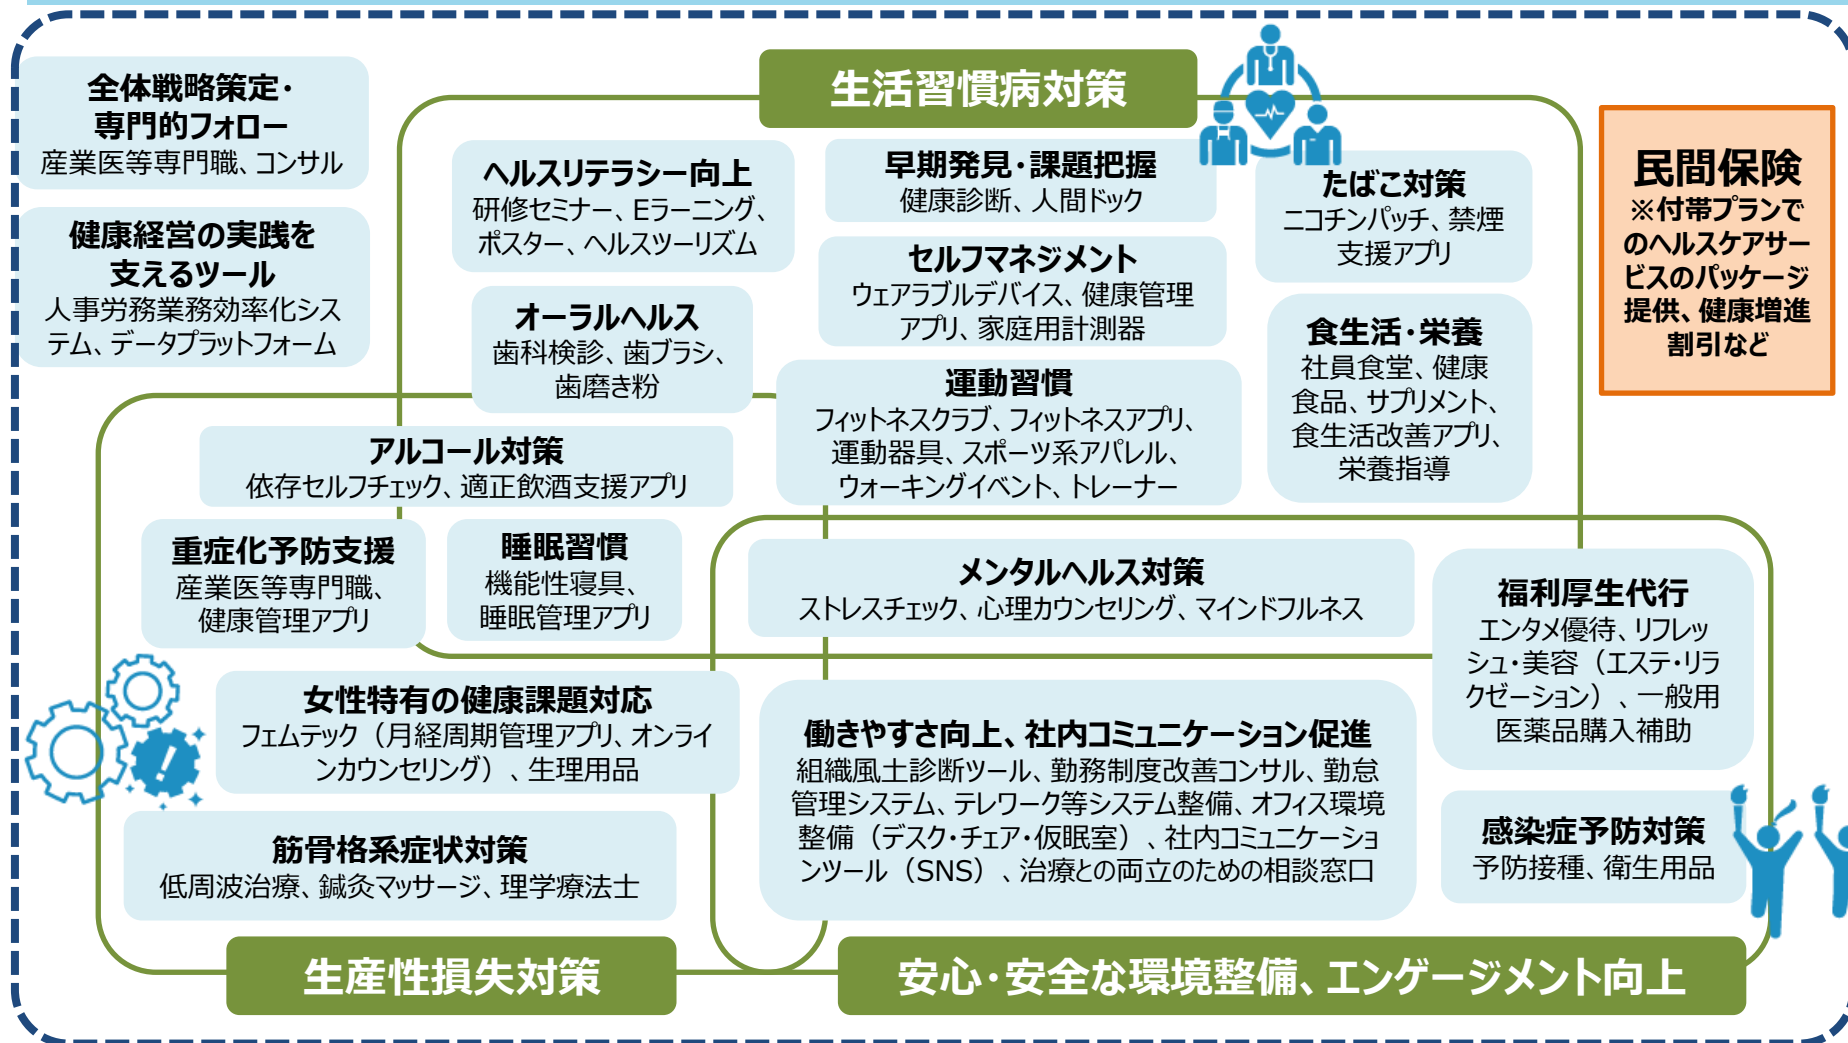 全体戦略策定・
専門的フォロー
産業医等専門職、コンサル
健康経営の実践を
支えるツール
人事労務業務効率化シス
テム、データプラットフォーム
生活習慣病対策
ヘルスリテラシー向上
研修セミナー、Eラーニング、
ポスター、ヘルスツーリズム
早期発見・課題把握
健康診断、人間ドック
たばこ対策
ニコチンパッチ、禁煙
支援アプリ
民間保険
※付帯プランで
のヘルスケアサー
ビスのパッケージ
提供、健康増進
割引など
セルフマネジメント
ウェアラブルデバイス、健康管理
アプリ、家庭用計測器
オーラルヘルス
歯科検診、歯ブラシ、
歯磨き粉
食生活・栄養
社員食堂、健康
食品、サプリメント、
食生活改善アプリ、
栄養指導
運動習慣
フィットネスクラブ、フィットネスアプリ、
運動器具、スポーツ系アパレル、
ウォーキングイベント、トレーナー
アルコール対策
依存セルフチェック、適正飲酒支援アプリ
重症化予防支援
産業医等専門職、
健康管理アプリ
睡眠習慣
機能性寝具、
睡眠管理アプリ
メンタルヘルス対策
ストレスチェック、心理カウンセリング、マインドフルネス
福利厚生代行
エンタメ優待、リフレッ
シュ・美容（エステ・リラ
クゼーション）、一般用
医薬品購入補助
女性特有の健康課題対応
フェムテック（月経周期管理アプリ、オンライ
ンカウンセリング）、生理用品
働きやすさ向上、社内コミュニケーション促進
組織風土診断ツール、勤務制度改善コンサル、勤怠
管理システム、テレワーク等システム整備、オフィス環境
整備（デスク・チェア・仮眠室）、社内コミュニケーショ
ンツール（SNS）、治療との両立のための相談窓口
感染症予防対策
予防接種、衛生用品
筋骨格系症状対策
低周波治療、鍼灸マッサージ、理学療法士
生産性損失対策
安心・安全な環境整備、エンゲージメント向上